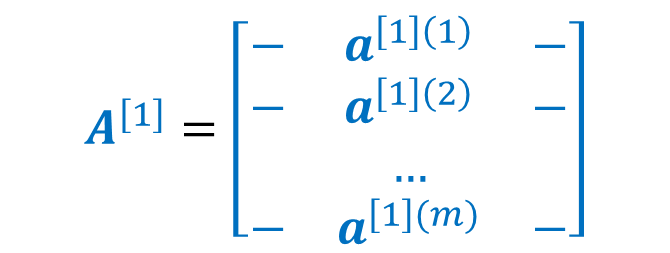 − a[1](1) −
− a[1](2) −
A[1] =
...
− a[1](m) −